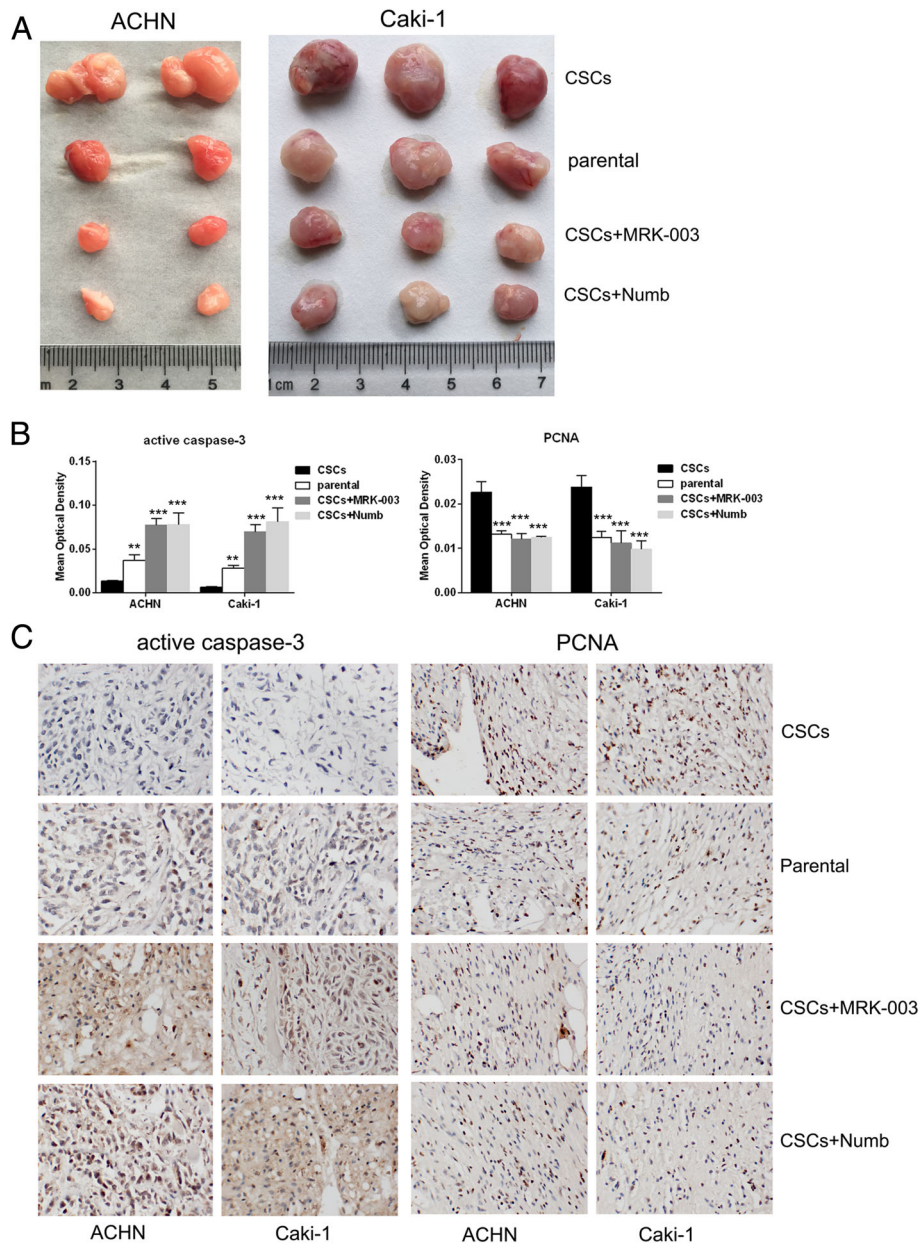 A
ACHN
Caki-1
CSCs
parental
CSCs+MRK-003
CSCs+Numb
m 2 3 4 5
1cm 2 3 4 5 6 7
B
active caspase-3
Mean Optical Density
0.15
0.10
0.05
0.00
** *** ***
** *** ***
ACHN
Caki-1
CSCs
parental
CSCs+MRK-003
CSCs+Numb
PCNA
Mean Optical Density
0.03
0.02
0.01
0.00
*** *** ***
*** *** ***
ACHN
Caki-1
CSCs
parental
CSCs+MRK-003
CSCs+Numb
C
active caspase-3
PCNA
CSCs
Parental
CSCs+MRK-003
CSCs+Numb
ACHN
Caki-1
ACHN
Caki-1